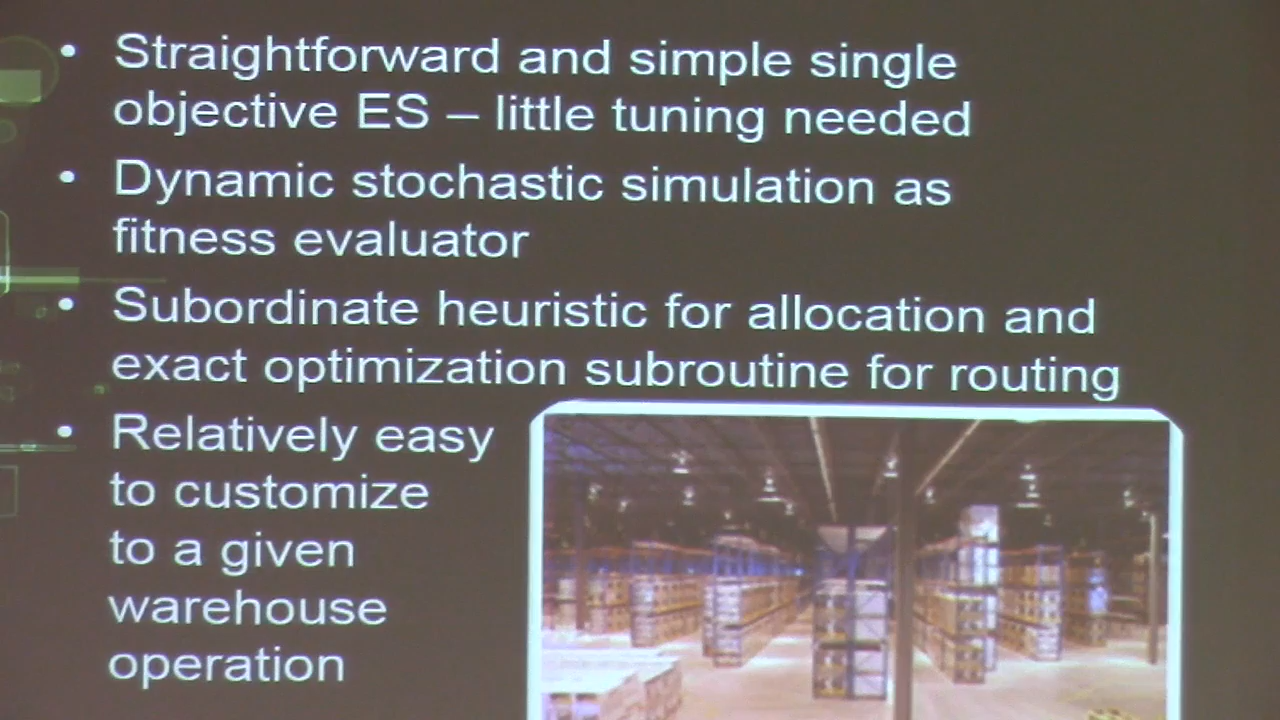 • Straightforward and simple single
objective ES – little tuning needed
• Dynamic stochastic simulation as
fitness evaluator
• Subordinate heuristic for allocation and
exact optimization subroutine for routing
• Relatively easy
to customize
to a given
warehouse
operation